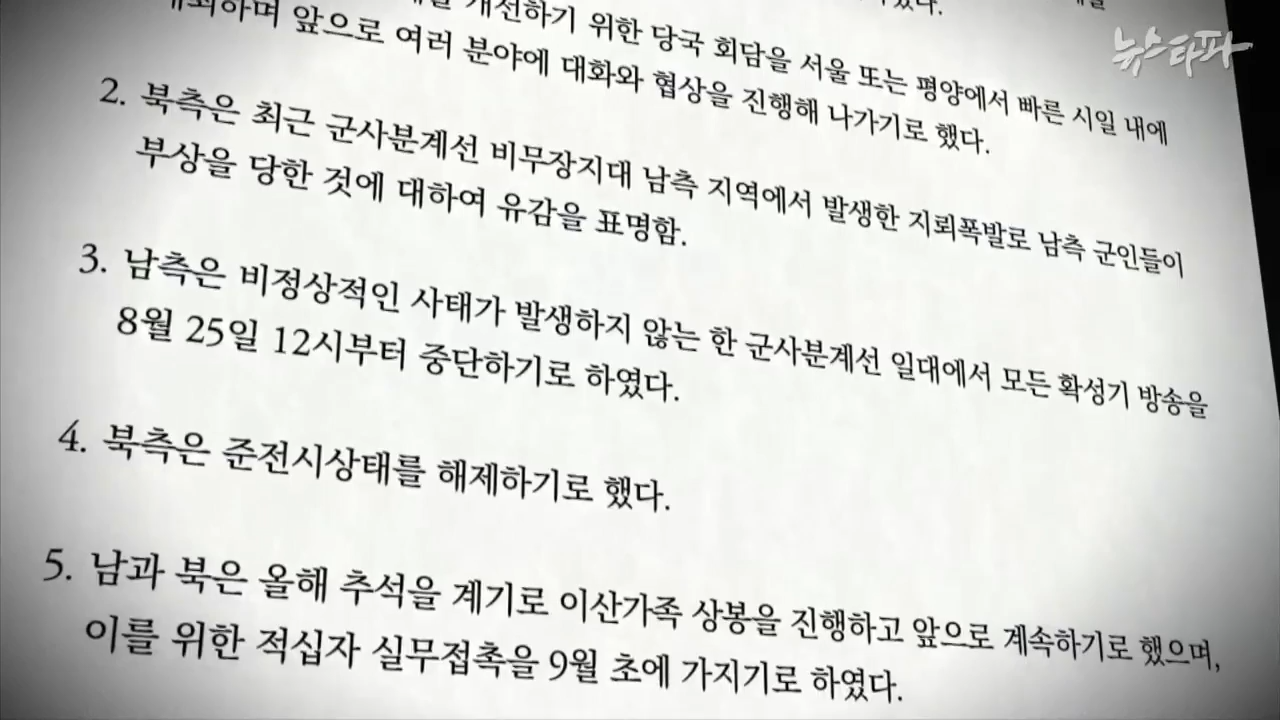 뉴스타파
개선하기 위한 당국 회담을 서울 또는 평양에서 빠른 시일 내에
앞으로 여러 분야에 대화와 협상을 진행해 나가기로 했다.
2. 북측은 최근 군사분계선 비무장지대 남측 지역에서 발생한 지뢰폭발로 남측 군인들이
부상을 당한 것에 대하여 유감을 표명함.
3. 남측은 비정상적인 사태가 발생하지 않는 한 군사분계선 일대에서 모든 확성기 방송을
8월 25일 12시부터 중단하기로 하였다.
4. 북측은 준전시상태를 해제하기로 했다.
5. 남과 북은 올해 추석을 계기로 이산가족 상봉을 진행하고 앞으로 계속하기로 했으며,
이를 위한 적십자 실무접촉을 9월 초에 가지기로 하였다.